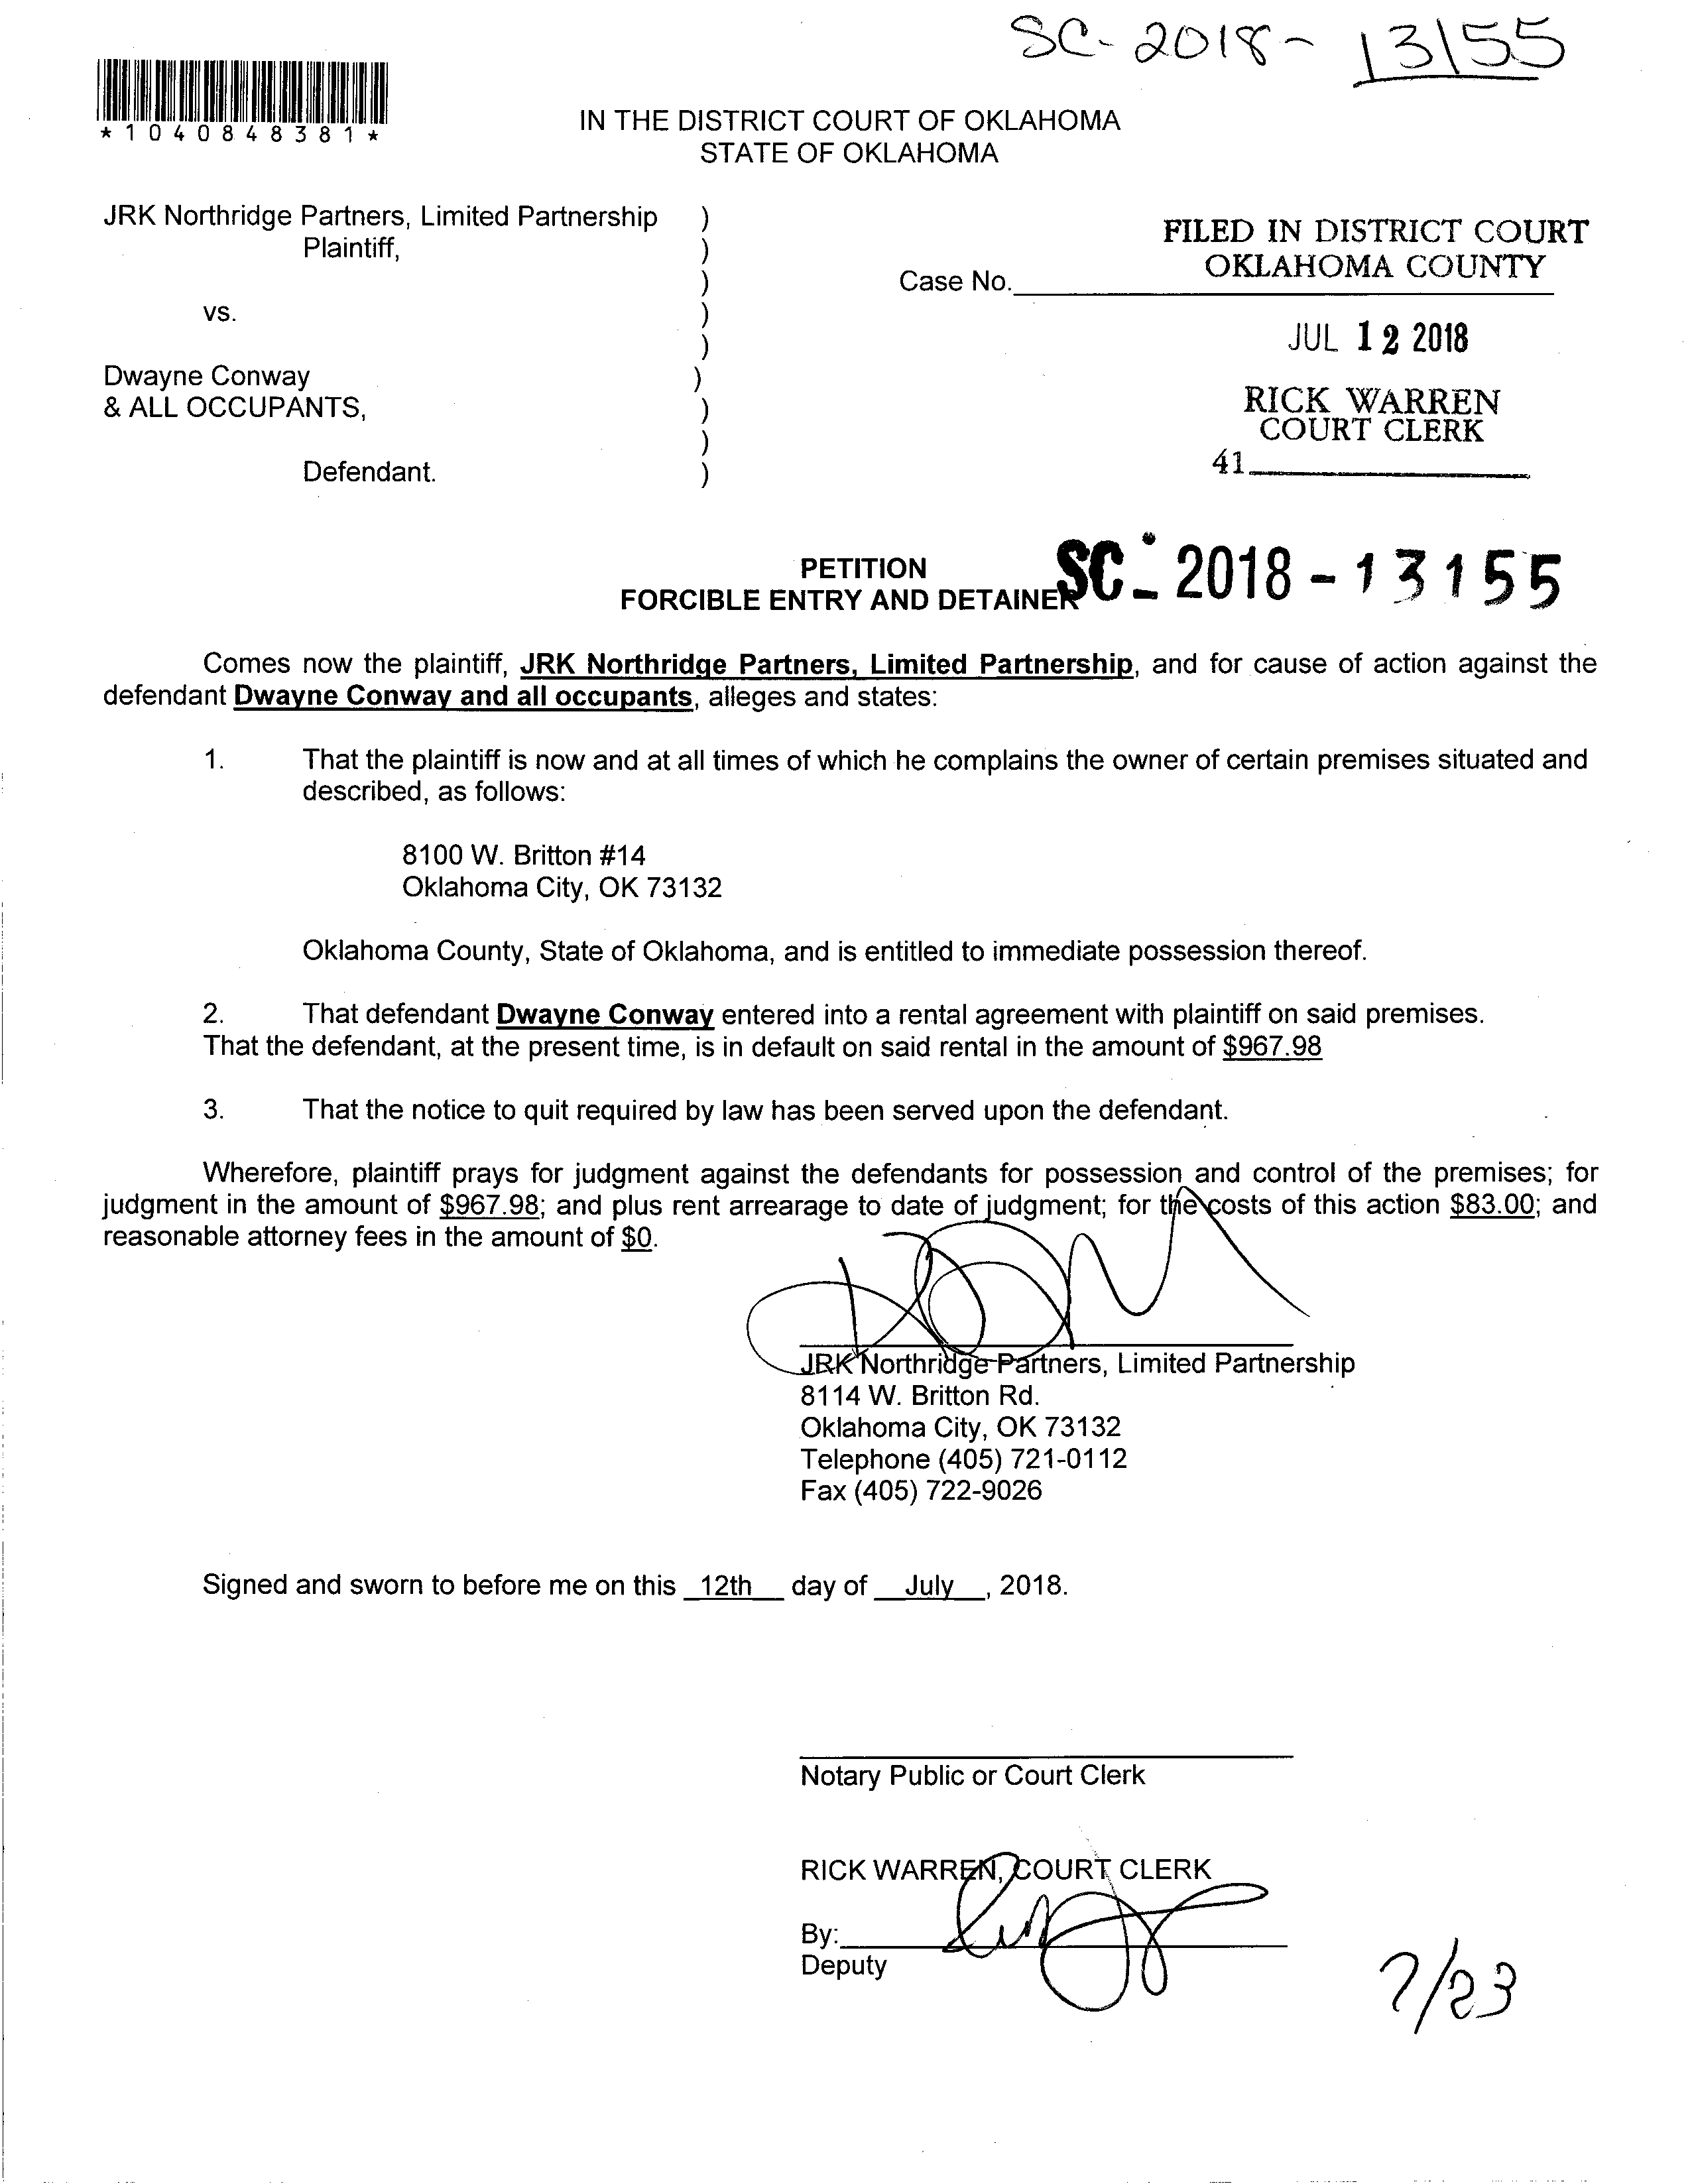 SC-2018-13155
*1040848381*
IN THE DISTRICT COURT OF OKLAHOMA
STATE OF OKLAHOMA
JRK Northridge Partners, Limited Partnership )
Plaintiff, )
)
vs. )
)
Dwayne Conway )
& ALL OCCUPANTS, )
)
Defendant. )
Case No.
FILED IN DISTRICT COURT
OKLAHOMA COUNTY
JUL 12 2018
RICK WARREN
COURT CLERK
41
PETITION
FORCIBLE ENTRY AND DETAINER
SC-2018-13155
Comes now the plaintiff, JRK Northridge Partners, Limited Partnership, and for cause of action against the
defendant Dwayne Conway and all occupants, alleges and states:
1. That the plaintiff is now and at all times of which he complains the owner of certain premises situated and
described, as follows:
8100 W. Britton #14
Oklahoma City, OK 73132
Oklahoma County, State of Oklahoma, and is entitled to immediate possession thereof.
2. That defendant Dwayne Conway entered into a rental agreement with plaintiff on said premises.
That the defendant, at the present time, is in default on said rental in the amount of $967.98
3. That the notice to quit required by law has been served upon the defendant.
Wherefore, plaintiff prays for judgment against the defendants for possession and control of the premises; for
judgment in the amount of $967.98; and plus rent arrearage to date of judgment; for the costs of this action $83.00; and
reasonable attorney fees in the amount of $0.
JRK Northridge Partners, Limited Partnership
8114 W. Britton Rd.
Oklahoma City, OK 73132
Telephone (405) 721-0112
Fax (405) 722-9026
Signed and sworn to before me on this 12th day of July, 2018.
Notary Public or Court Clerk
RICK WARREN, COURT CLERK
By:
Deputy
7/23